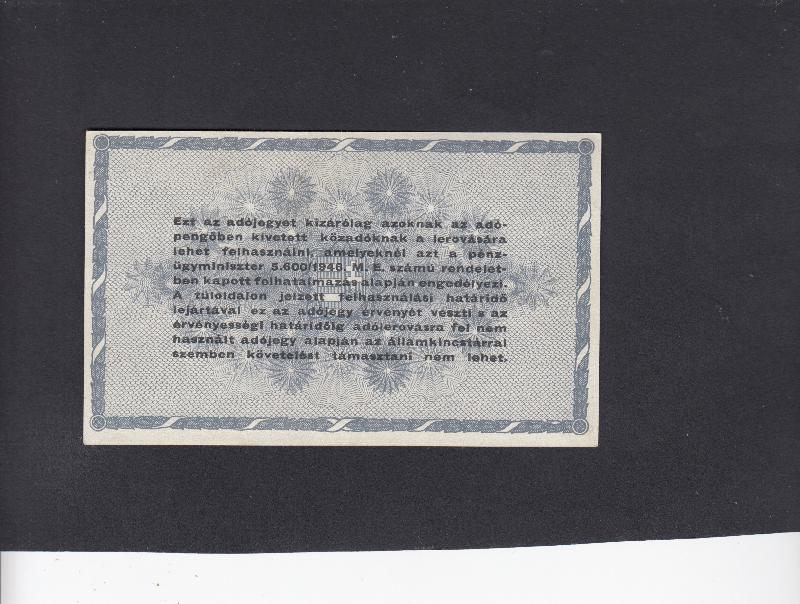 Ezt az adójegyet kizárólag azoknak az adó-
pengőben kivetett közadóknak a lerovására
lehet felhasználni, amelyeknél azt a pénz-
ügyminiszter 5.600/1946. M. E. számú rendelet-
ben kapott felhatalmazás alapján engedélyezi.
A túloldalon jelzett felhasználási határidő
lejártával ez az adójegy érvényét veszti s az
érvényességi határidőig adólerovásra fel nem
használt adójegy alapján az államkincstárral
szemben követelést támasztani nem lehet.